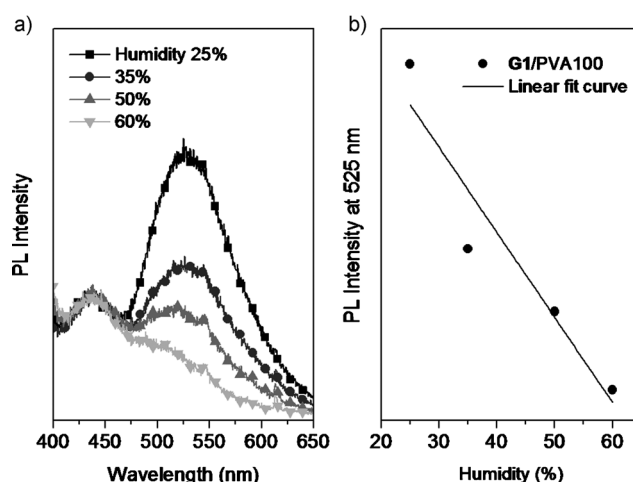 a)
Humidity 25%
35%
50%
60%
PL Intensity
400 450 500 550 600 650
Wavelength (nm)
b)
G1/PVA100
Linear fit curve
PL Intensity at 525 nm
20 30 40 50 60
Humidity (%)